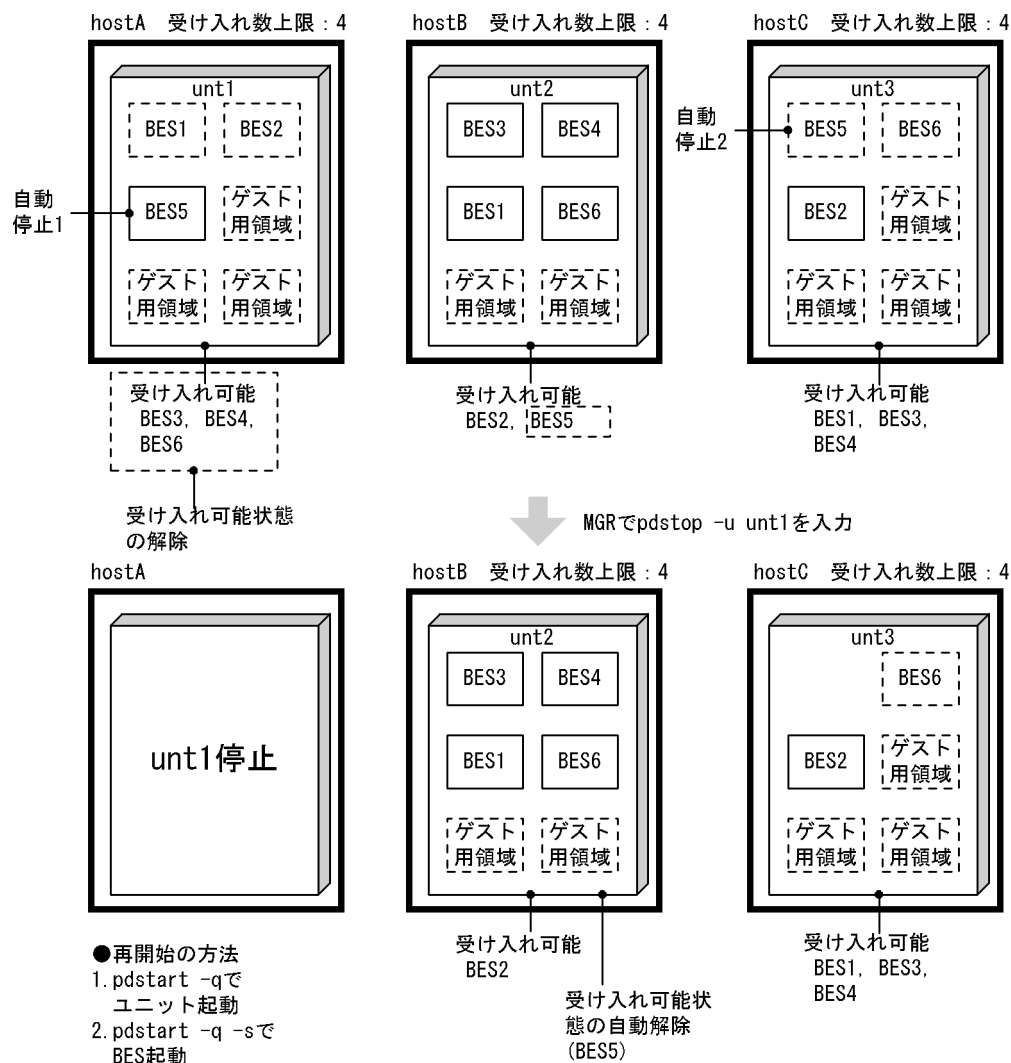 hostA 受け入れ数上限：4
hostB 受け入れ数上限：4
hostC 受け入れ数上限：4
unt1
BES1
BES2
BES5
ゲスト
用領域
ゲスト
用領域
ゲスト
用領域
自動
停止1
unt2
BES3
BES4
BES1
BES6
ゲスト
用領域
ゲスト
用領域
unt3
BES5
BES6
BES2
ゲスト
用領域
ゲスト
用領域
ゲスト
用領域
自動
停止2
受け入れ可能
BES3, BES4,
BES6
受け入れ可能
BES2, BES5
受け入れ可能
BES1, BES3,
BES4
受け入れ可能状態
の解除
MGRでpdstop -u unt1を入力
hostA
hostB 受け入れ数上限：4
hostC 受け入れ数上限：4
unt1停止
unt2
BES3
BES4
BES1
BES6
ゲスト
用領域
ゲスト
用領域
unt3
BES6
BES2
ゲスト
用領域
ゲスト
用領域
ゲスト
用領域
受け入れ可能
BES2
受け入れ可能状
態の自動解除
(BES5)
受け入れ可能
BES1, BES3,
BES4
●再開始の方法
1.pdstart -qで
ユニット起動
2.pdstart -q -sで
BES起動